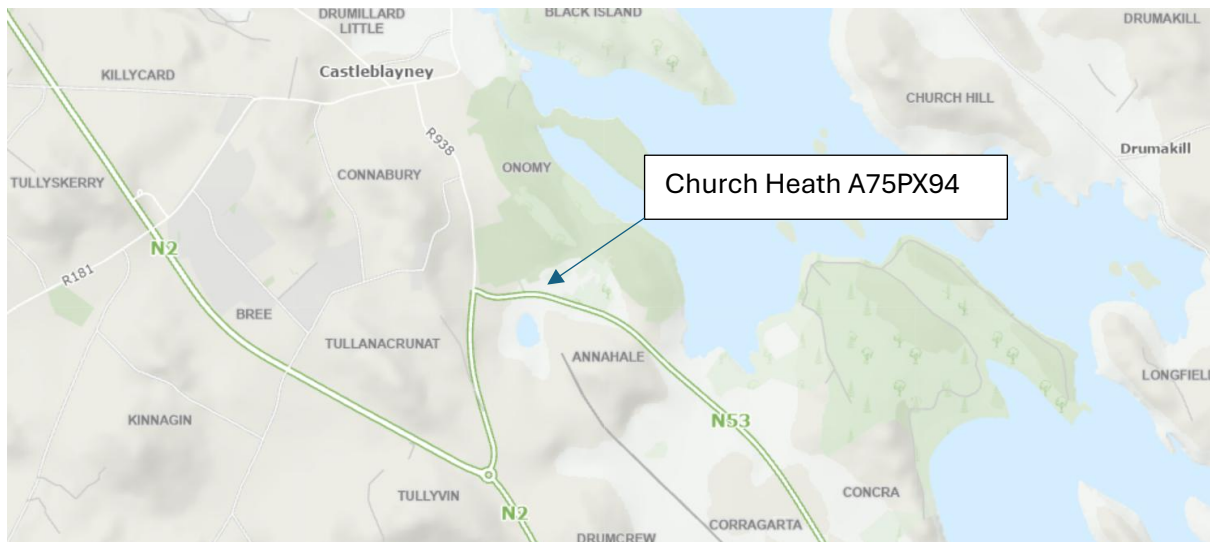 DRUMILLARD
LITTLE
BLACK ISLAND
DRUMAKILL
KILLYCARD
Castleblayney
CHURCH HILL
R938
Drumakill
TULLYSKERRY
CONNABURY
ONOMY
Church Heath A75PX94
N2
R181
BREE
TULLANACRUNAT
ANNAHALE
LONGFIEL
KINNAGIN
N53
TULLYVIN
CONCRA
N2
CORRAGARTA
DRUMCREW